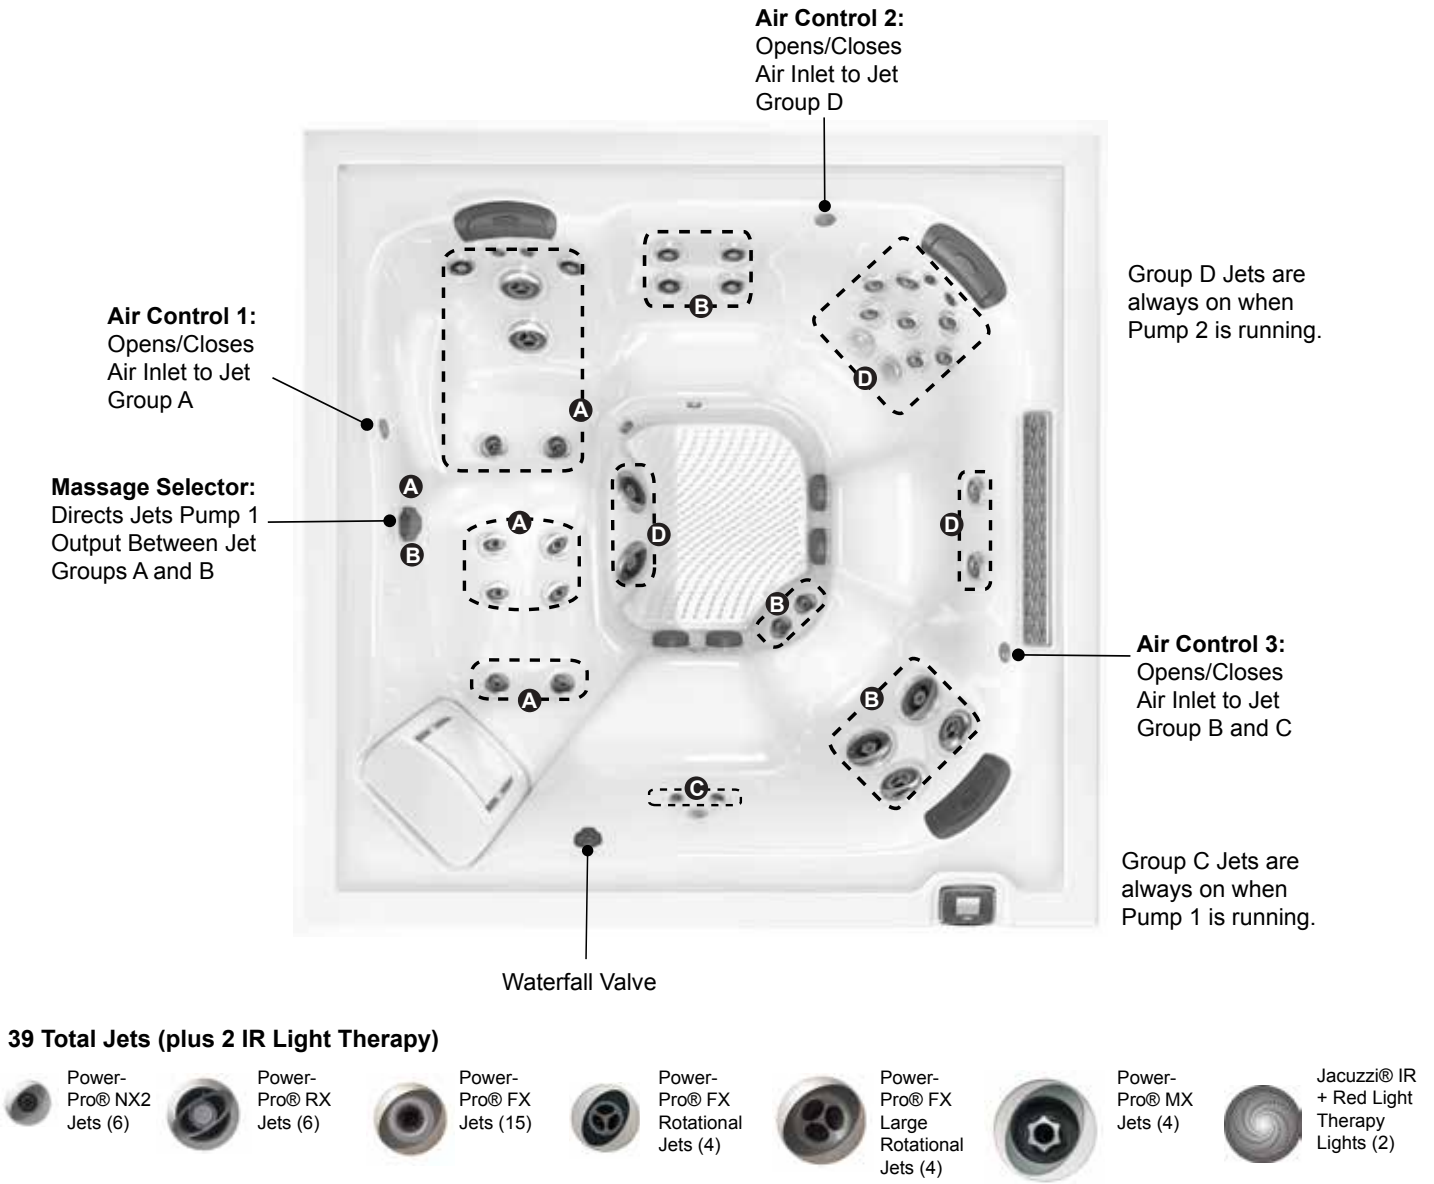 Air Control 2:
Opens/Closes
Air Inlet to Jet
Group D
Group D Jets are
always on when
Pump 2 is running.
Air Control 1:
Opens/Closes
Air Inlet to Jet
Group A
Massage Selector:
Directs Jets Pump 1
Output Between Jet
Groups A and B
B
D
A
A
B
A
D
D
B
A
B
C
Air Control 3:
Opens/Closes
Air Inlet to Jet
Group B and C
Group C Jets are
always on when
Pump 1 is running.
Waterfall Valve
39 Total Jets (plus 2 IR Light Therapy)
Power-
Pro® NX2
Jets (6)
Power-
Pro® RX
Jets (6)
Power-
Pro® FX
Jets (15)
Power-
Pro® FX
Rotational
Jets (4)
Power-
Pro® FX
Large
Rotational
Jets (4)
Power-
Pro® MX
Jets (4)
Jacuzzi® IR
+ Red Light
Therapy
Lights (2)